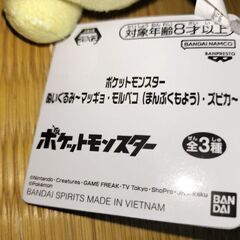 対象年齢8才以上
BANDAI NAMCO
BANPRESTO
ポケットモンスター
ぬいぐるみ~マッギョ・モルペコ(まんぷくもよう)・ズピカ~
ポケットモンスター
全3種
©Nintendo・Creatures・GAME FREAK・TV Tokyo・ShoPro・
©Pokémon
BANDAI SPIRITS MADE IN VIETNAM
BAN
DAI